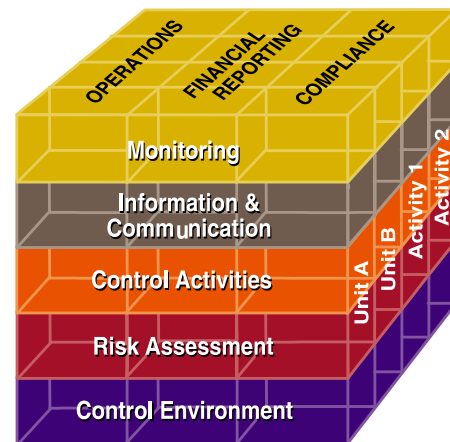 OPERATIONS
FINANCIAL
REPORTING
COMPLIANCE
Monitoring
Information &
Communication
Control Activities
Risk Assessment
Control Environment
Unit A
Unit B
Activity 1
Activity 2